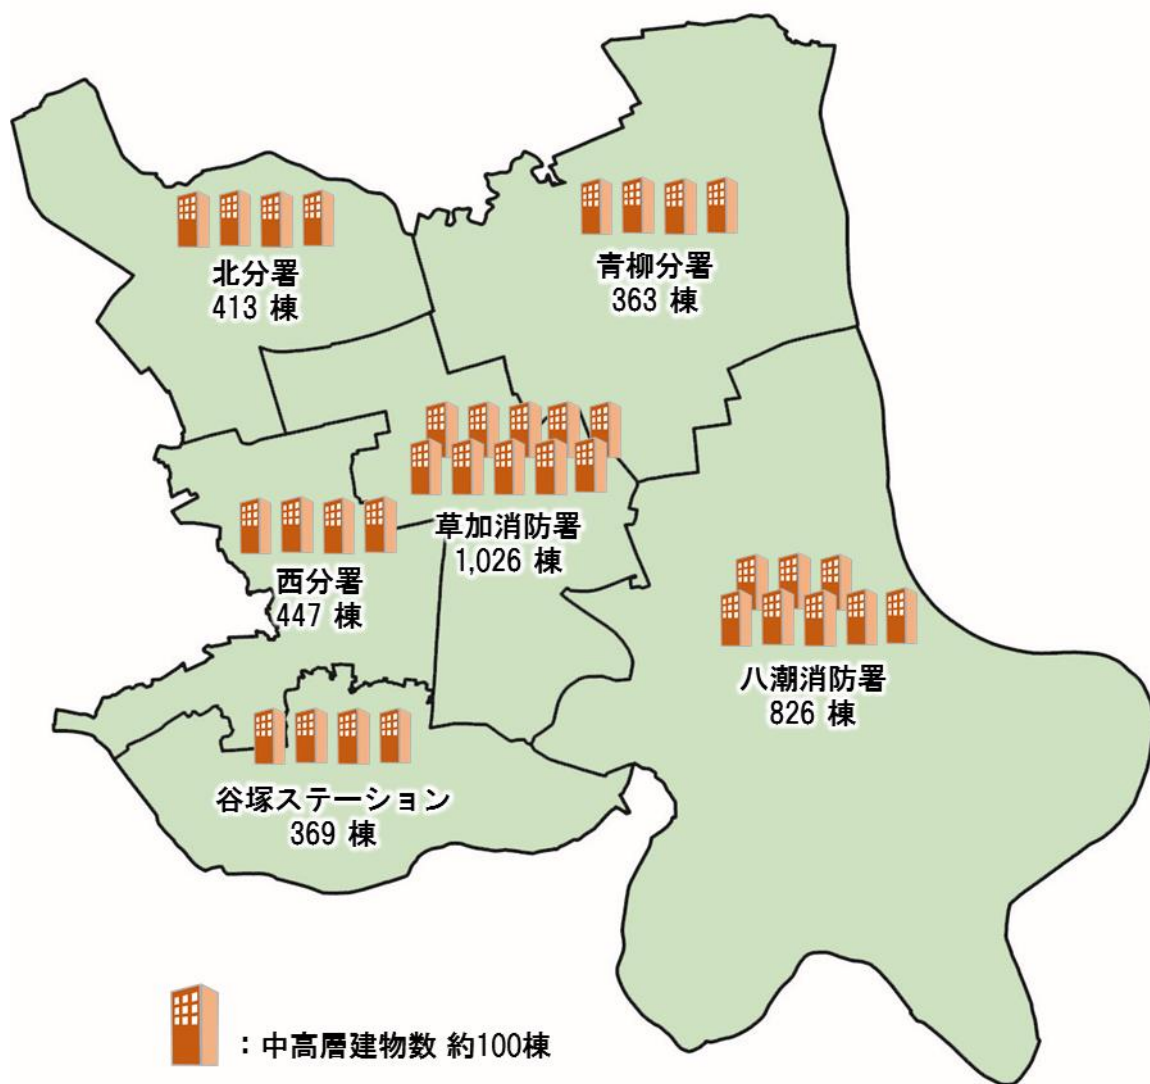 北分署
413 棟
青柳分署
363 棟
草加消防署
1,026 棟
西分署
447 棟
八潮消防署
826 棟
谷塚ステーション
369 棟
：中高層建物数 約100棟